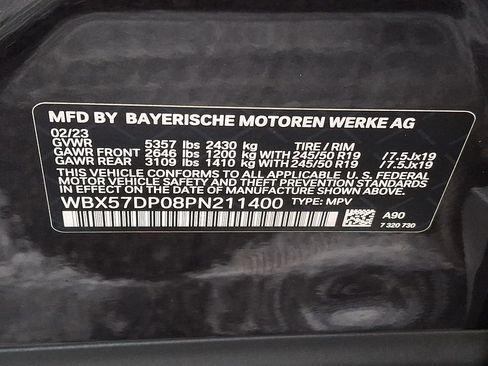 MFD BY BAYERISCHE MOTOREN WERKE AG
02/23
GVWR 5357 lbs 2430 kg TIRE / RIM
GAWR FRONT 2646 lbs 1200 kg WITH 245/50 R19 / 7.5Jx19
GAWR REAR 3109 lbs 1410 kg WITH 245/50 R19 / 7.5Jx19
THIS VEHICLE CONFORMS TO ALL APPLICABLE U. S. FEDERAL
MOTOR VEHICLE SAFETY, BUMPER, AND THEFT PREVENTION
STANDARDS IN EFFECT ON THE DATE OF MANUFACTURE SHOWN ABOVE.
WBX57DP08PN211400 TYPE: MPV
A90
7 320 730